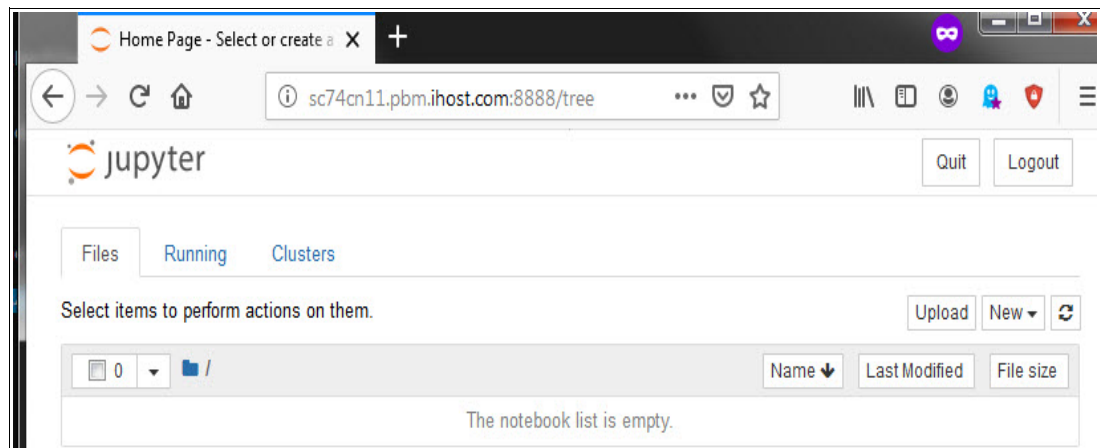 Home Page - Select or create a
sc74cn11.pbm.ihost.com:8888/tree
jupyter
Quit Logout
Files Running Clusters
Select items to perform actions on them.
Upload New
0 /
Name Last Modified File size
The notebook list is empty.